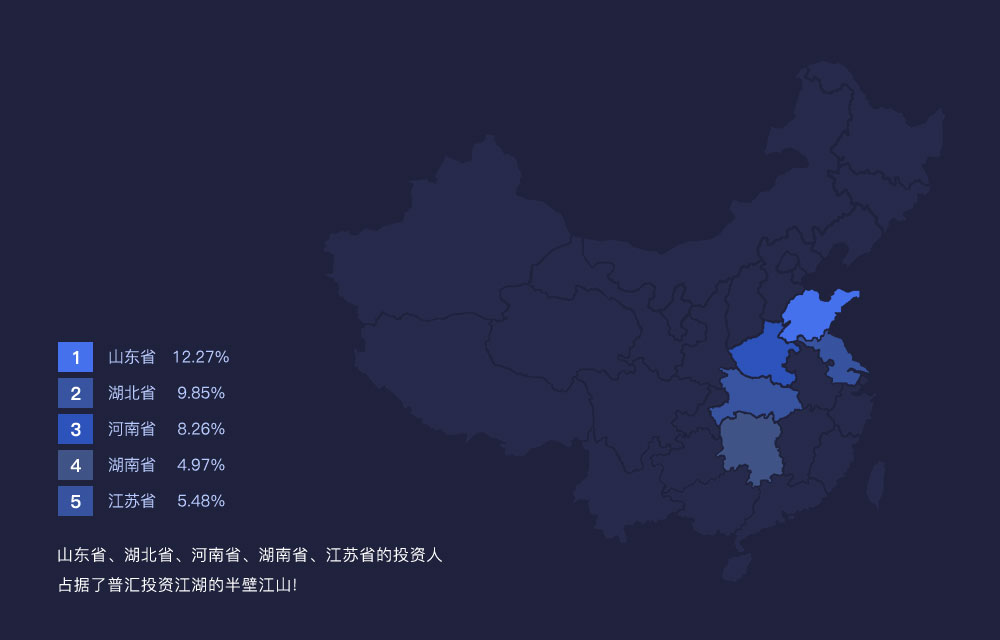 1 山东省 12.27%
2 湖北省 9.85%
3 河南省 8.26%
4 湖南省 4.97%
5 江苏省 5.48%
山东省、湖北省、河南省、湖南省、江苏省的投资人
占据了普汇投资江湖的半壁江山!